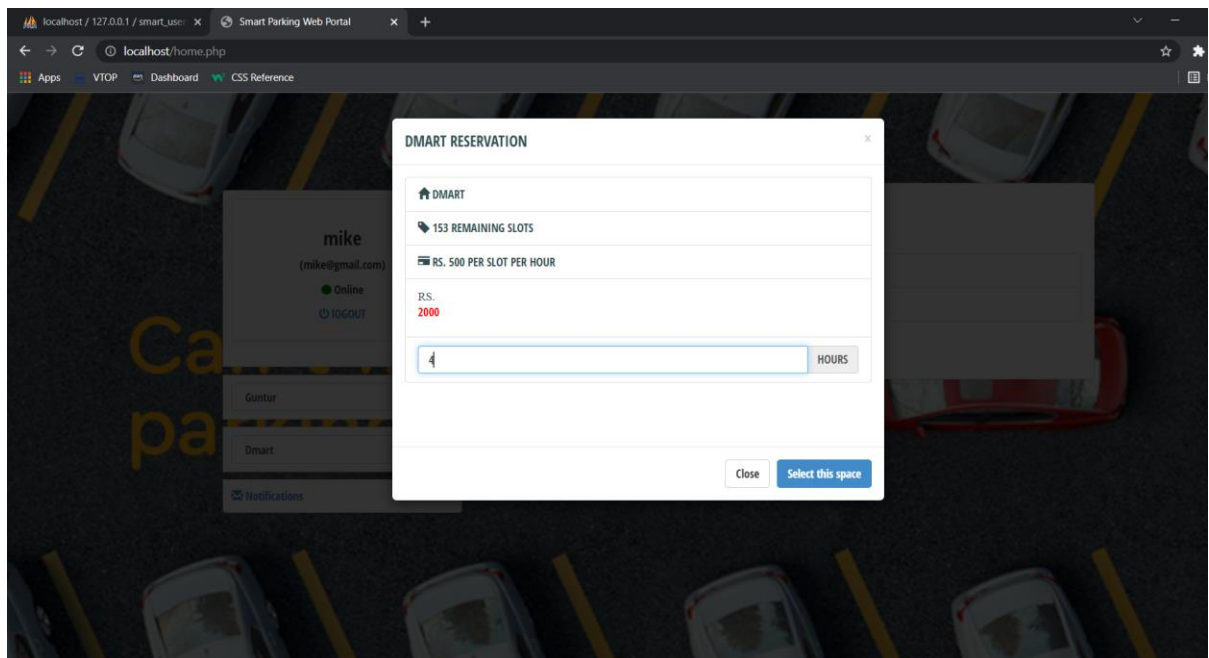 localhost / 127.0.0.1 / smart_user
Smart Parking Web Portal
localhost/home.php
Apps VTOP Dashboard CSS Reference
DMART RESERVATION
x
DMART
153 REMAINING SLOTS
RS. 500 PER SLOT PER HOUR
RS.
2000
4 HOURS
Close Select this space
mike
(mike@gmail.com)
Online
lOGOUT
Guntur
Dmart
Notifications
Ca
pa